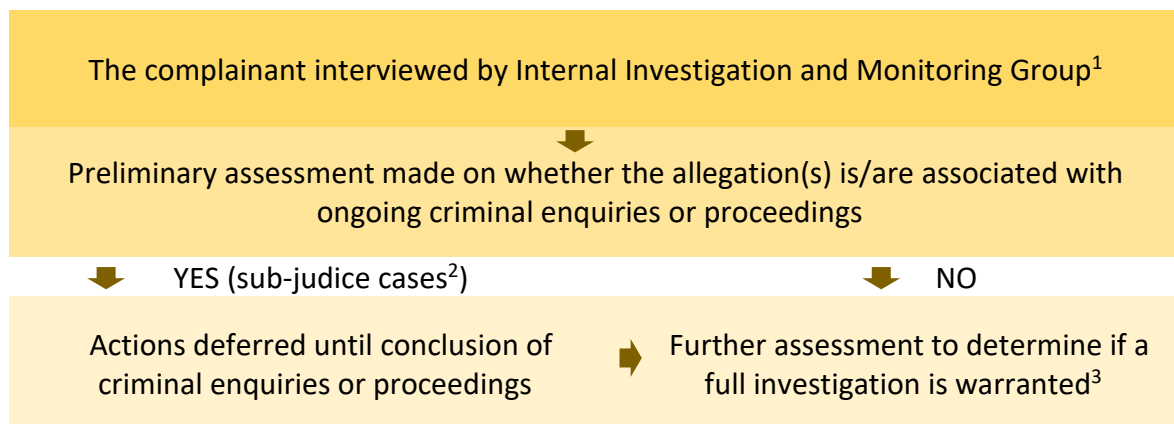 The complainant interviewed by Internal Investigation and Monitoring Group¹
Preliminary assessment made on whether the allegation(s) is/are associated with
ongoing criminal enquiries or proceedings
YES (sub-judice cases²)
NO
Actions deferred until conclusion of
criminal enquiries or proceedings
Further assessment to determine if a
full investigation is warranted³